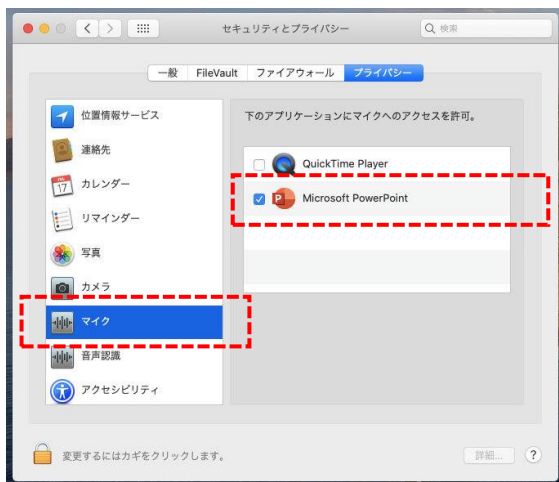 セキュリティとプライバシー
検索
一般 FileVault ファイアウォール プライバシー
位置情報サービス
連絡先
カレンダー
リマインダー
写真
カメラ
マイク
音声認識
アクセシビリティ
下のアプリケーションにマイクへのアクセスを許可。
QuickTime Player
Microsoft PowerPoint
変更するにはカギをクリックします。
詳細... ?